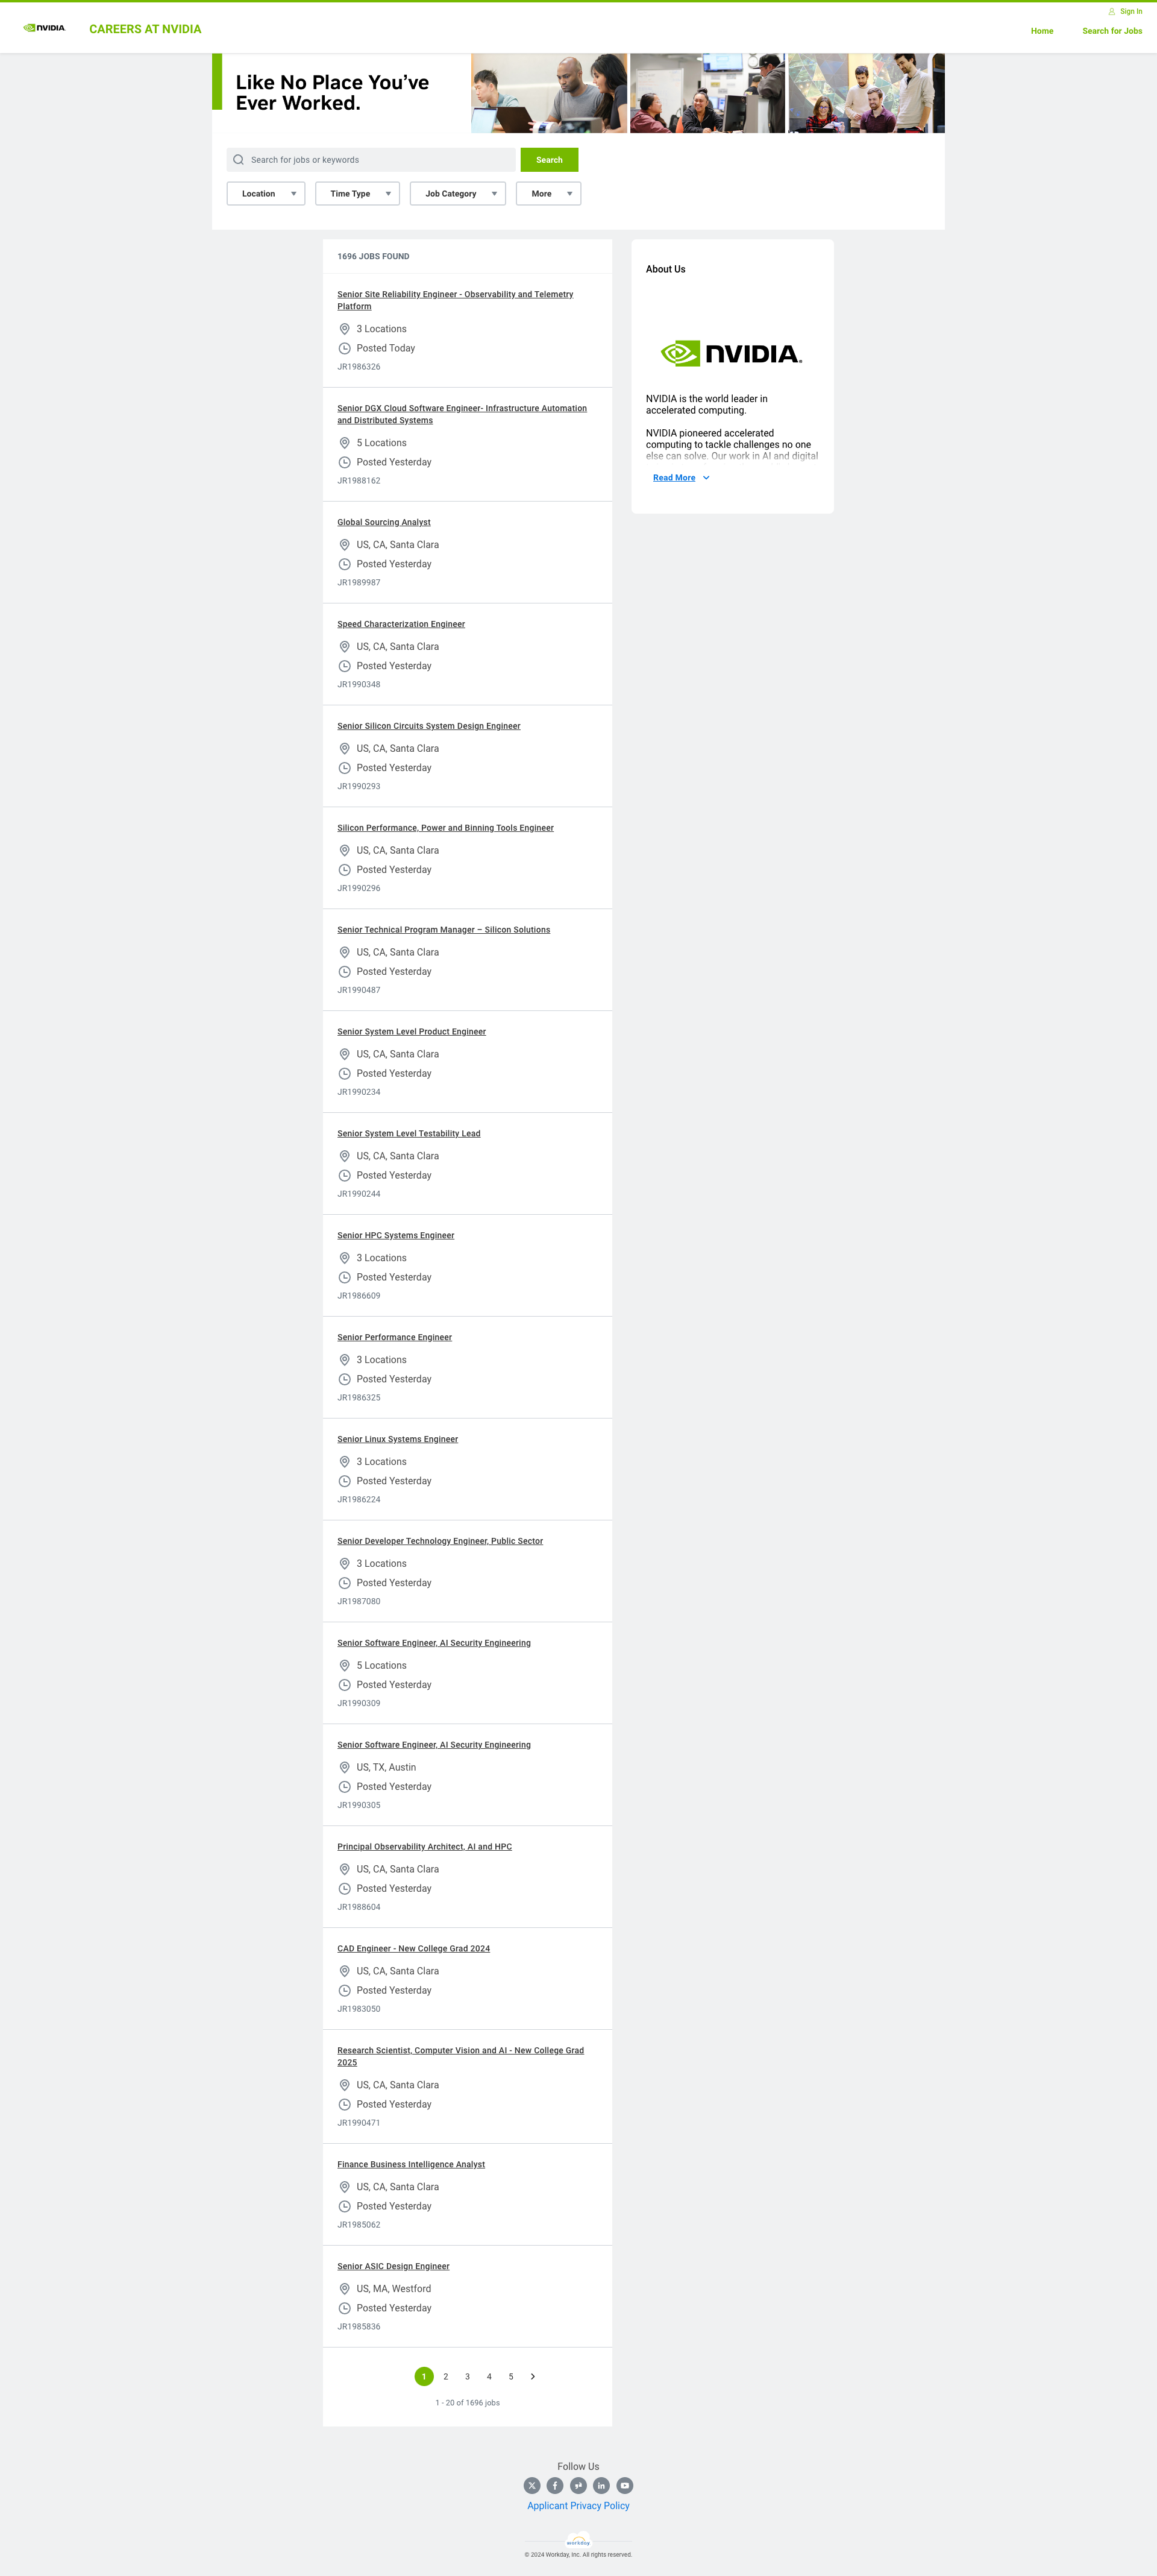 Sign In
NVIDIA.
CAREERS AT NVIDIA
Home
Search for Jobs
Like No Place You’ve
Ever Worked.
Search for jobs or keywords
Search
Location
Time Type
Job Category
More
1696 JOBS FOUND
Senior Site Reliability Engineer - Observability and Telemetry
Platform
3 Locations
Posted Today
JR1986326
Senior DGX Cloud Software Engineer- Infrastructure Automation
and Distributed Systems
5 Locations
Posted Yesterday
JR1988162
Global Sourcing Analyst
US, CA, Santa Clara
Posted Yesterday
JR1989987
Speed Characterization Engineer
US, CA, Santa Clara
Posted Yesterday
JR1990348
Senior Silicon Circuits System Design Engineer
US, CA, Santa Clara
Posted Yesterday
JR1990293
Silicon Performance, Power and Binning Tools Engineer
US, CA, Santa Clara
Posted Yesterday
JR1990296
Senior Technical Program Manager – Silicon Solutions
US, CA, Santa Clara
Posted Yesterday
JR1990487
Senior System Level Product Engineer
US, CA, Santa Clara
Posted Yesterday
JR1990234
Senior System Level Testability Lead
US, CA, Santa Clara
Posted Yesterday
JR1990244
Senior HPC Systems Engineer
3 Locations
Posted Yesterday
JR1986609
Senior Performance Engineer
3 Locations
Posted Yesterday
JR1986325
Senior Linux Systems Engineer
3 Locations
Posted Yesterday
JR1986224
Senior Developer Technology Engineer, Public Sector
3 Locations
Posted Yesterday
JR1987080
Senior Software Engineer, AI Security Engineering
5 Locations
Posted Yesterday
JR1990309
Senior Software Engineer, AI Security Engineering
US, TX, Austin
Posted Yesterday
JR1990305
Principal Observability Architect, AI and HPC
US, CA, Santa Clara
Posted Yesterday
JR1988604
CAD Engineer - New College Grad 2024
US, CA, Santa Clara
Posted Yesterday
JR1983050
Research Scientist, Computer Vision and AI - New College Grad
2025
US, CA, Santa Clara
Posted Yesterday
JR1990471
Finance Business Intelligence Analyst
US, CA, Santa Clara
Posted Yesterday
JR1985062
Senior ASIC Design Engineer
US, MA, Westford
Posted Yesterday
JR1985836
1 2 3 4 5
1 - 20 of 1696 jobs
About Us
NVIDIA.
NVIDIA is the world leader in
accelerated computing.
NVIDIA pioneered accelerated
computing to tackle challenges no one
else can solve. Our work in AI and digital
Read More
Follow Us
Applicant Privacy Policy
workday
© 2024 Workday, Inc. All rights reserved.